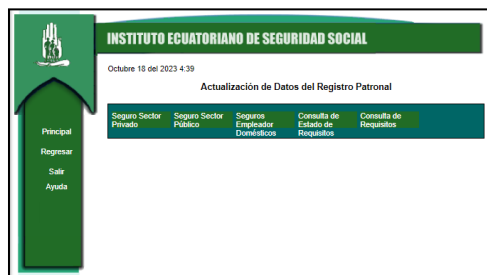 INSTITUTO ECUATORIANO DE SEGURIDAD SOCIAL
Octubre 18 del 2023 4:39
Actualización de Datos del Registro Patronal
Seguro Sector Privado
Seguro Sector Público
Seguros Empleador Domésticos
Consulta de Estado de Requisitos
Consulta de Requisitos
Principal
Regresar
Salir
Ayuda